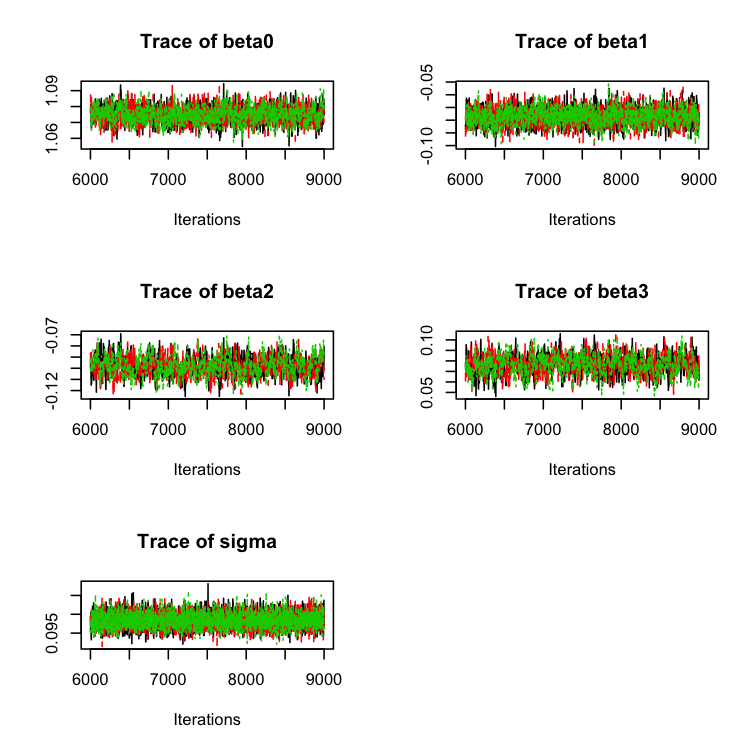 Trace of beta0
1.09
1.06
6000 7000 8000 9000
Iterations
Trace of beta1
-0.05
-0.10
6000 7000 8000 9000
Iterations
Trace of beta2
-0.07
-0.12
6000 7000 8000 9000
Iterations
Trace of beta3
0.10
0.05
6000 7000 8000 9000
Iterations
Trace of sigma
0.095
6000 7000 8000 9000
Iterations